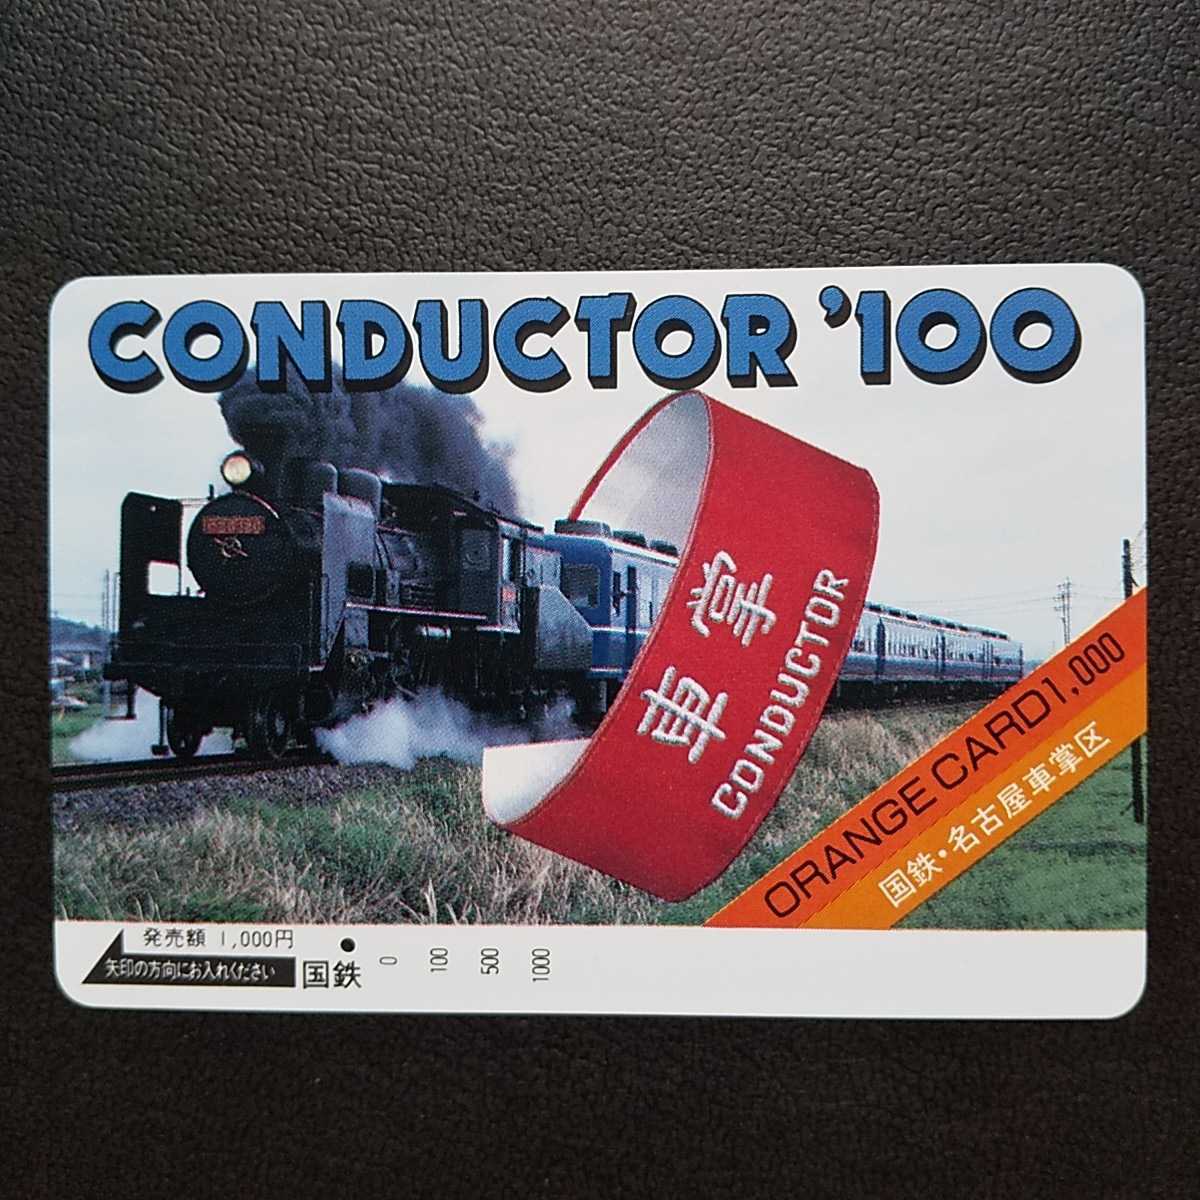 CONDUCTOR '100
車掌
CONDUCTOR
ORANGE CARD 1,000
国鉄・名古屋車掌区
発売額 1,000円
矢印の方向にお入れください
国鉄
0 100 500 1000